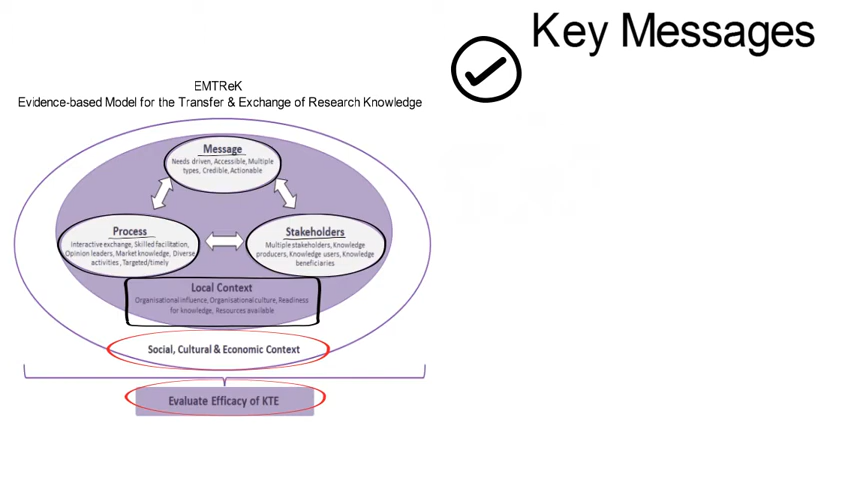 Key Messages
EMTReK
Evidence-based Model for the Transfer & Exchange of Research Knowledge
Message
Needs driven, Accessible, Multiple
types, Credible, Actionable
Process
Interactive exchange, Skilled facilitation,
Opinion leaders, Market knowledge, Diverse
activities, Targeted/timely
Stakeholders
Multiple stakeholders, Knowledge
producers, Knowledge users, Knowledge
beneficiaries
Local Context
Organisational influence, Organisational culture, Readiness
for knowledge, Resources available
Social, Cultural & Economic Context
Evaluate Efficacy of KTE